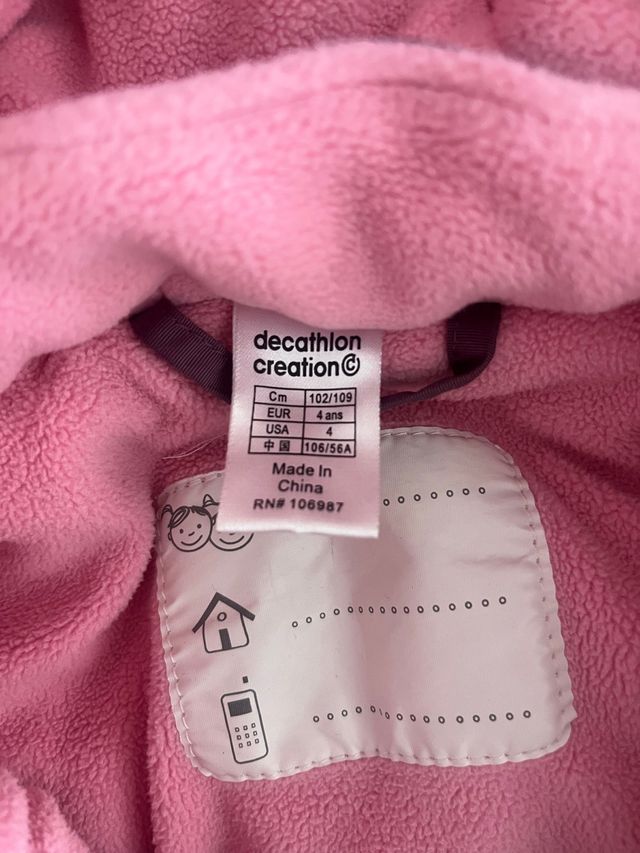 decathlon
creation
Cm 102/109
EUR 4 ans
USA 4
中国 106/56A
Made In
China
RN# 106987